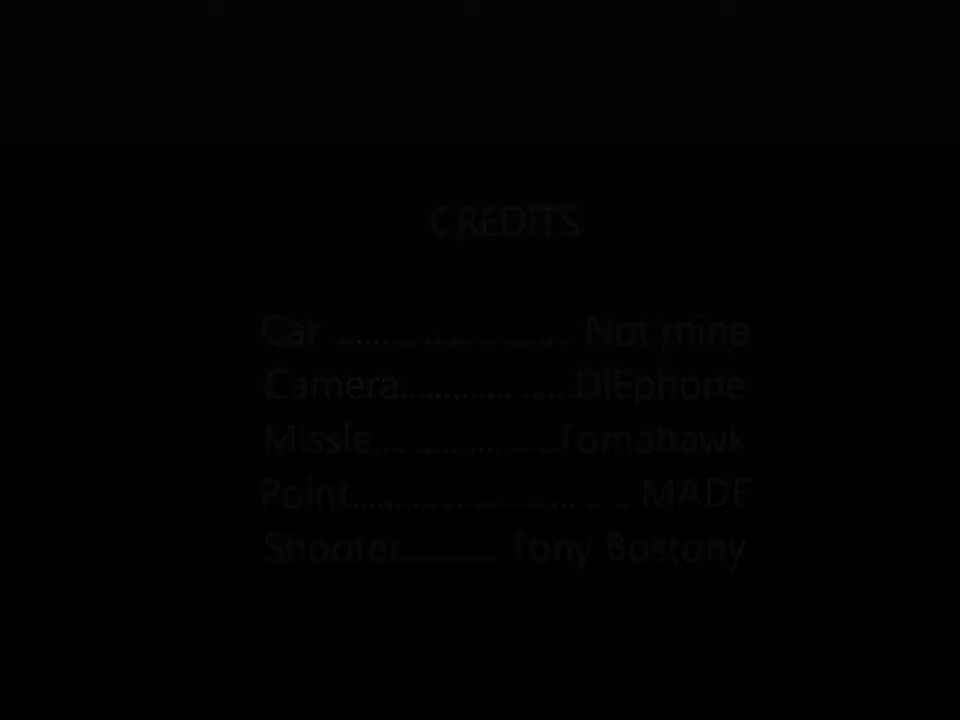 CREDITS
Car ........................ Not mine
Camera....................DiEphone
Missle.....................Tomahawk
Point............................. MADE
Shooter............ Tony Bostony